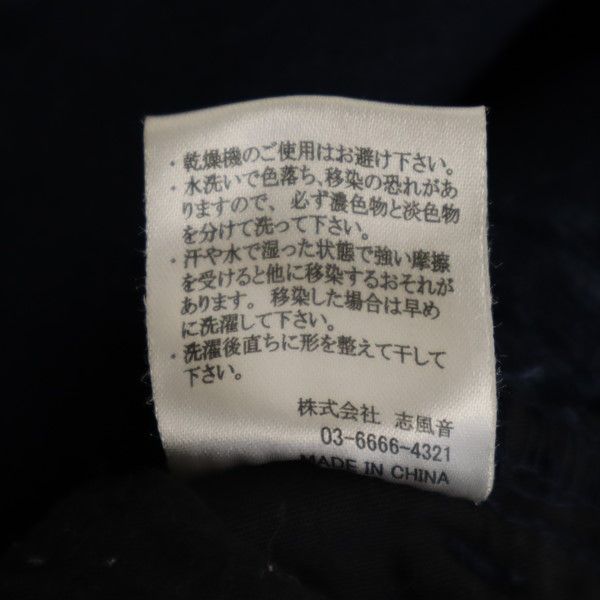 ・乾燥機のご使用はお避け下さい。
・水洗いで色落ち、移染の恐れがあ
りますので、必ず濃色物と淡色物
を分けて洗って下さい。
・汗や水で湿った状態で強い摩擦
を受けると他に移染するおそれが
あります。移染した場合は早め
に洗濯して下さい。
・洗濯後直ちに形を整えて干して
下さい。
株式会社 志風音
03-6666-4321
MADE IN CHINA